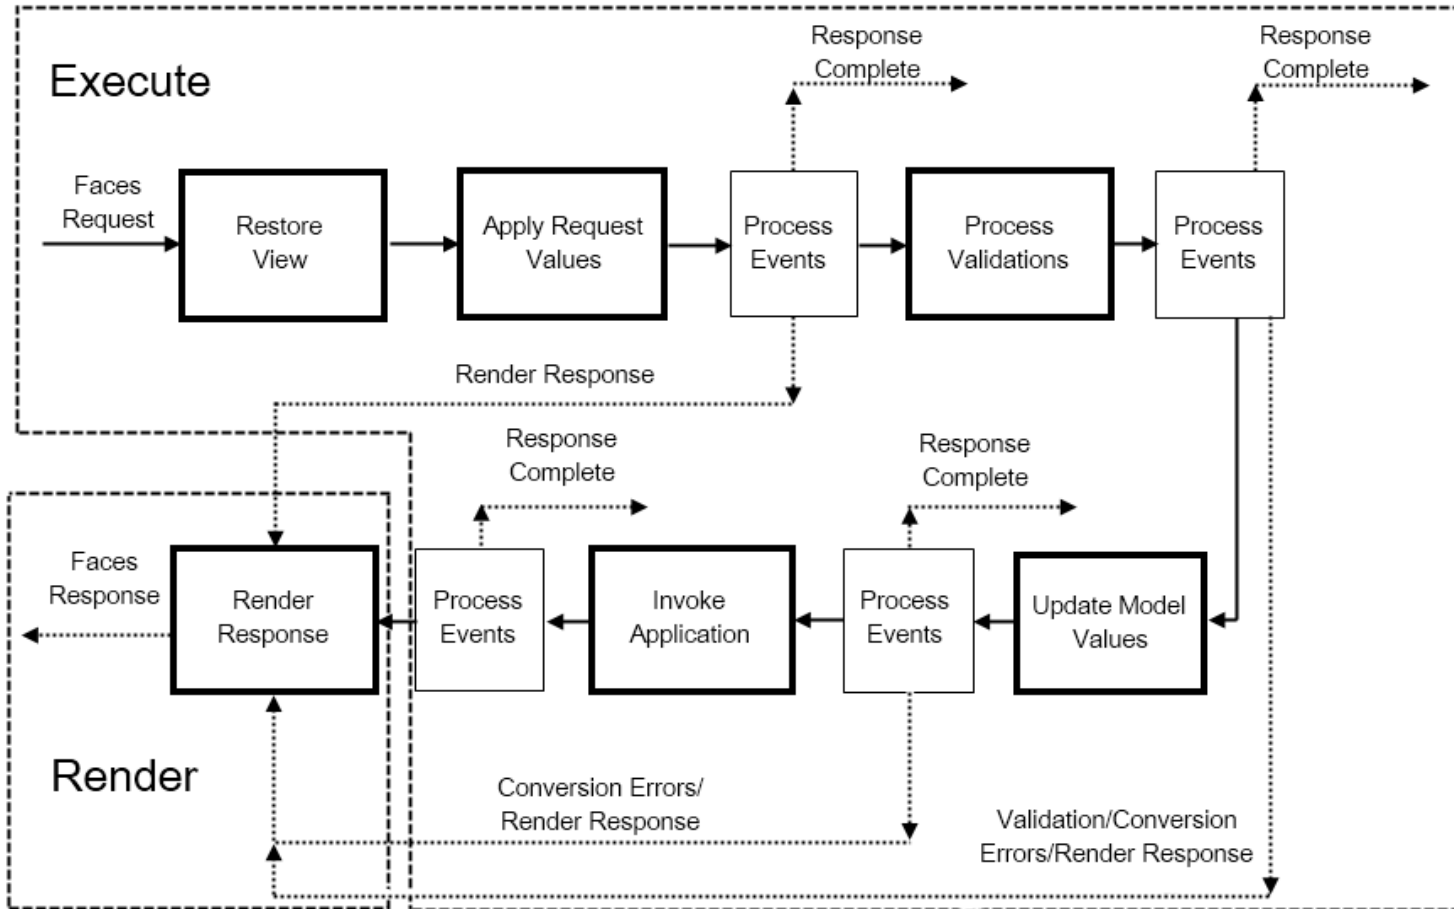 Execute
Response
Complete
Response
Complete
Faces
Request
Restore
View
Apply Request
Values
Process
Events
Process
Validations
Process
Events
Render Response
Response
Complete
Response
Complete
Faces
Response
Render
Response
Process
Events
Invoke
Application
Process
Events
Update Model
Values
Render
Conversion Errors/
Render Response
Validation/Conversion
Errors/Render Response